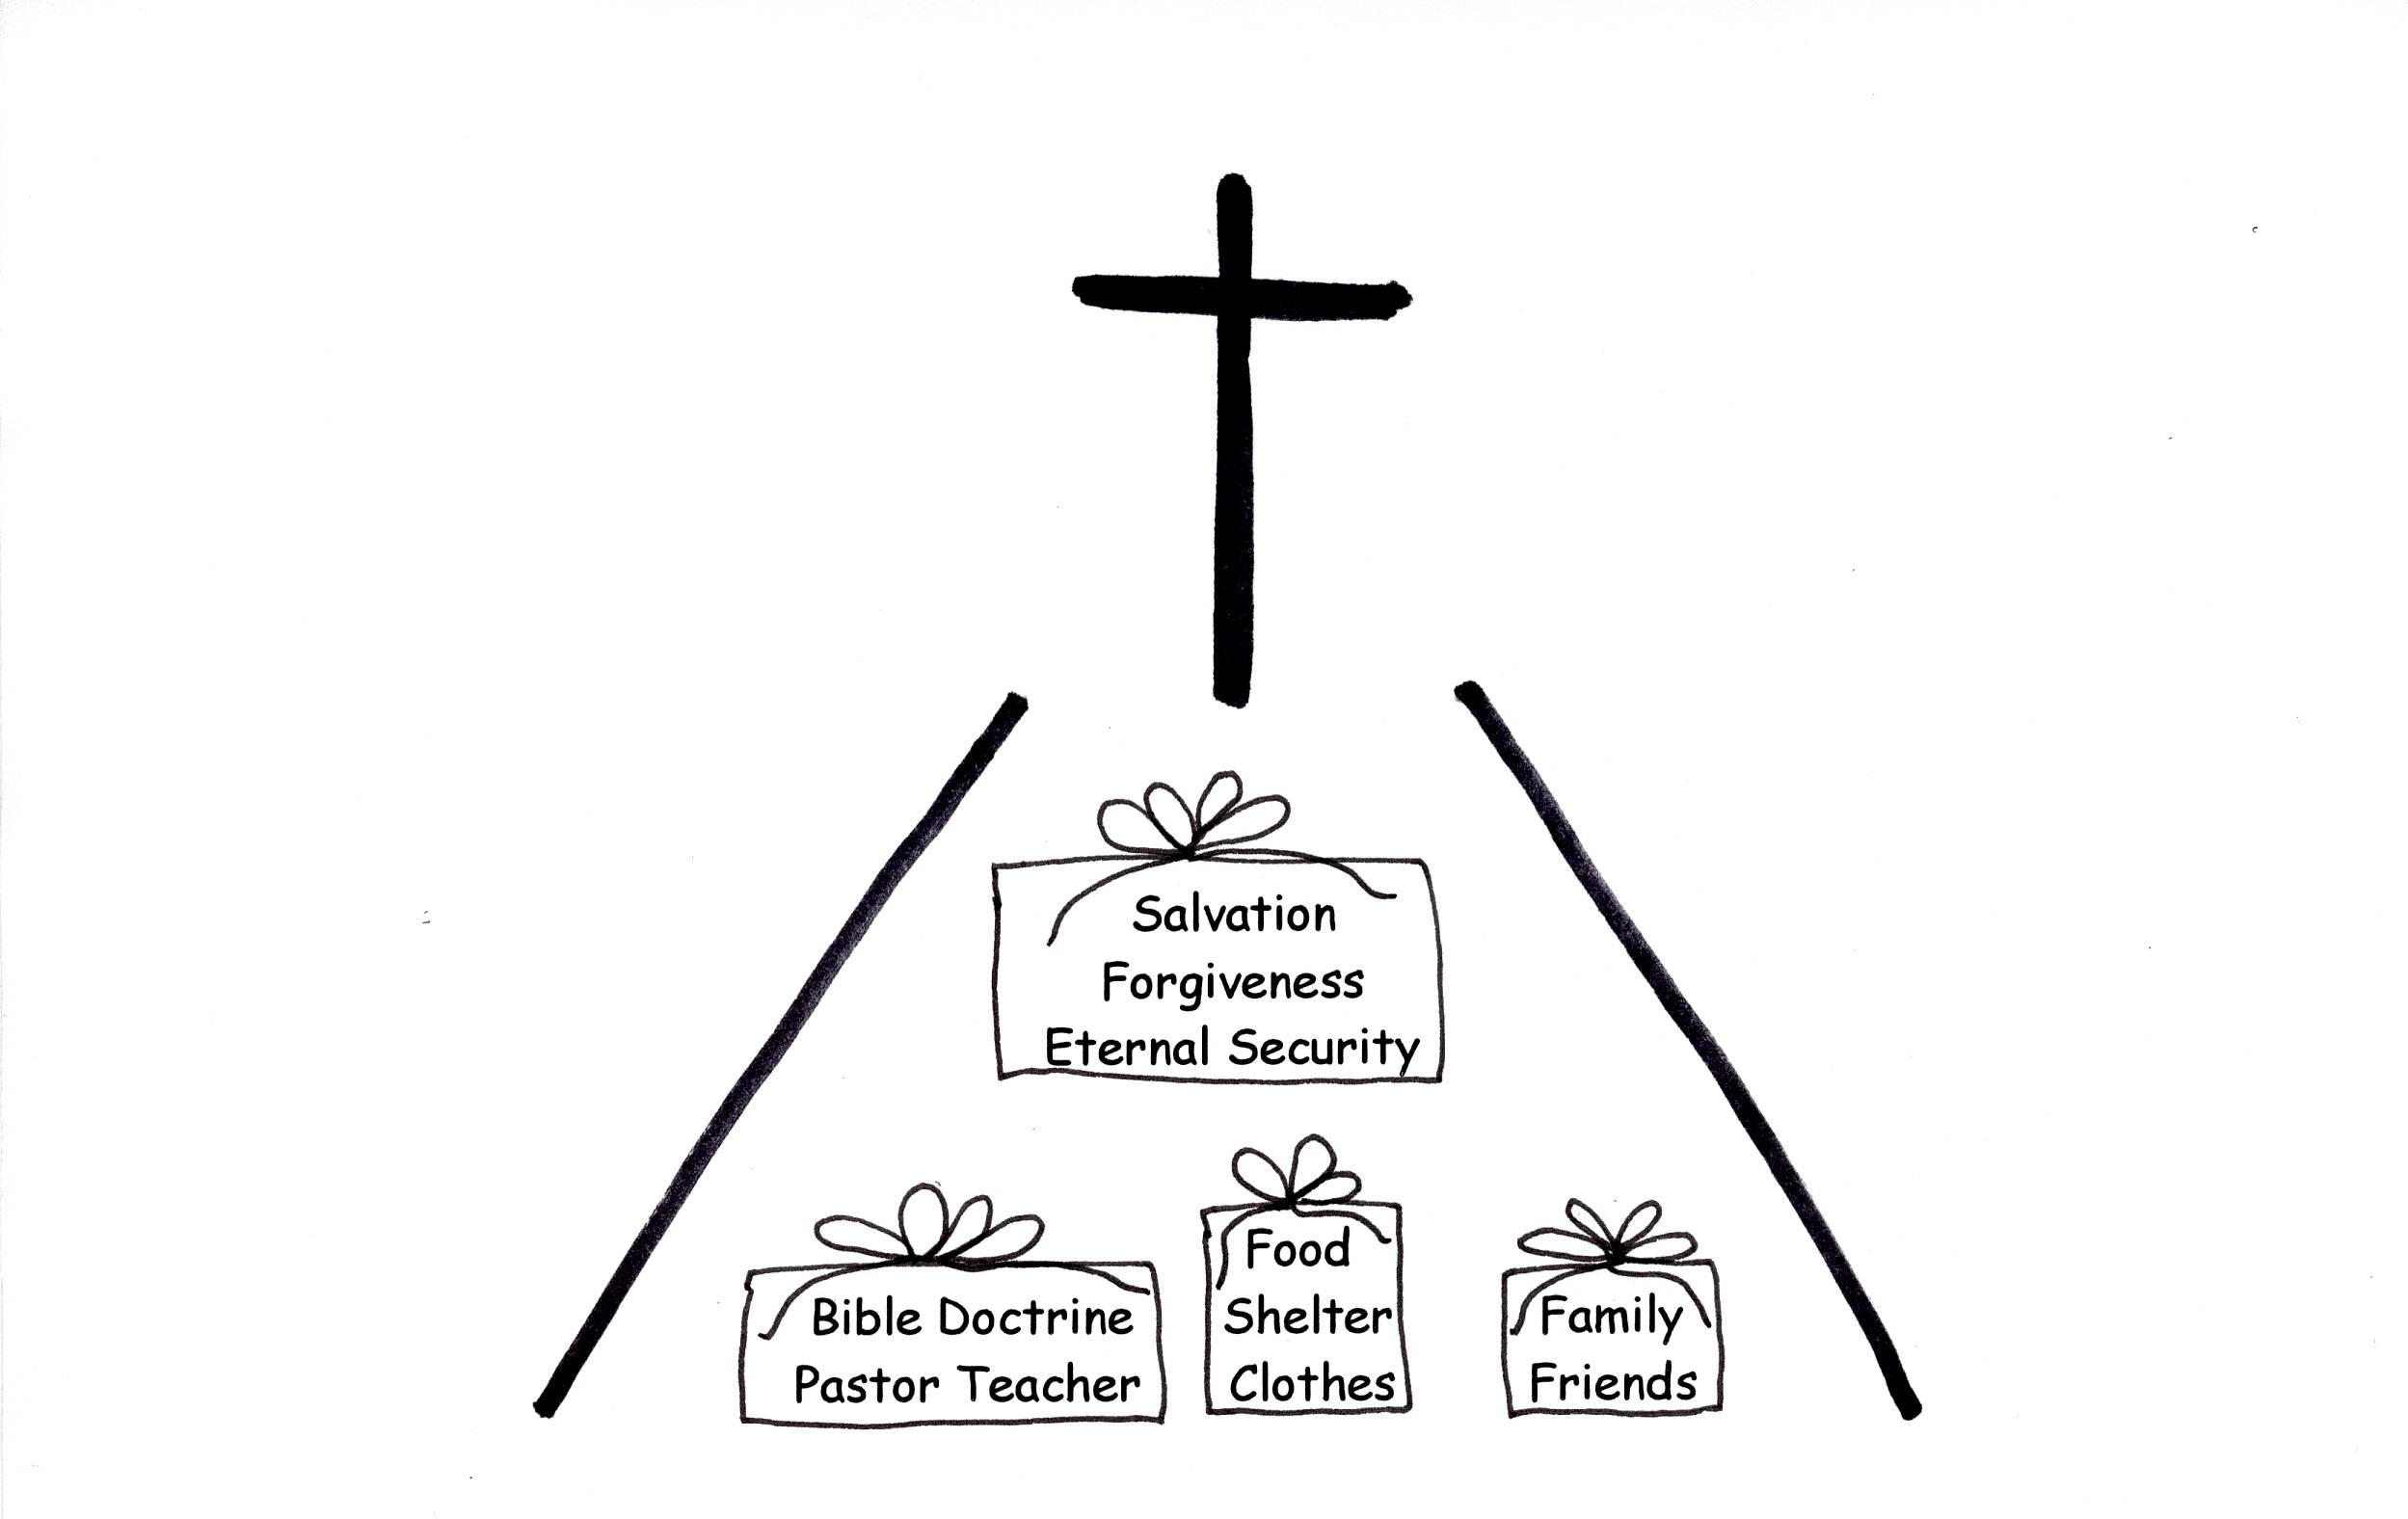 Salvation
Forgiveness
Eternal Security
Bible Doctrine
Pastor Teacher
Food
Shelter
Clothes
Family
Friends